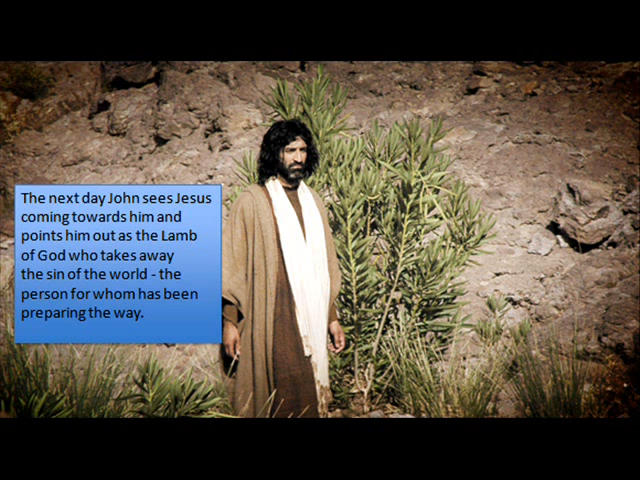 The next day John sees Jesus
coming towards him and
points him out as the Lamb
of God who takes away
the sin of the world - the
person for whom has been
preparing the way.